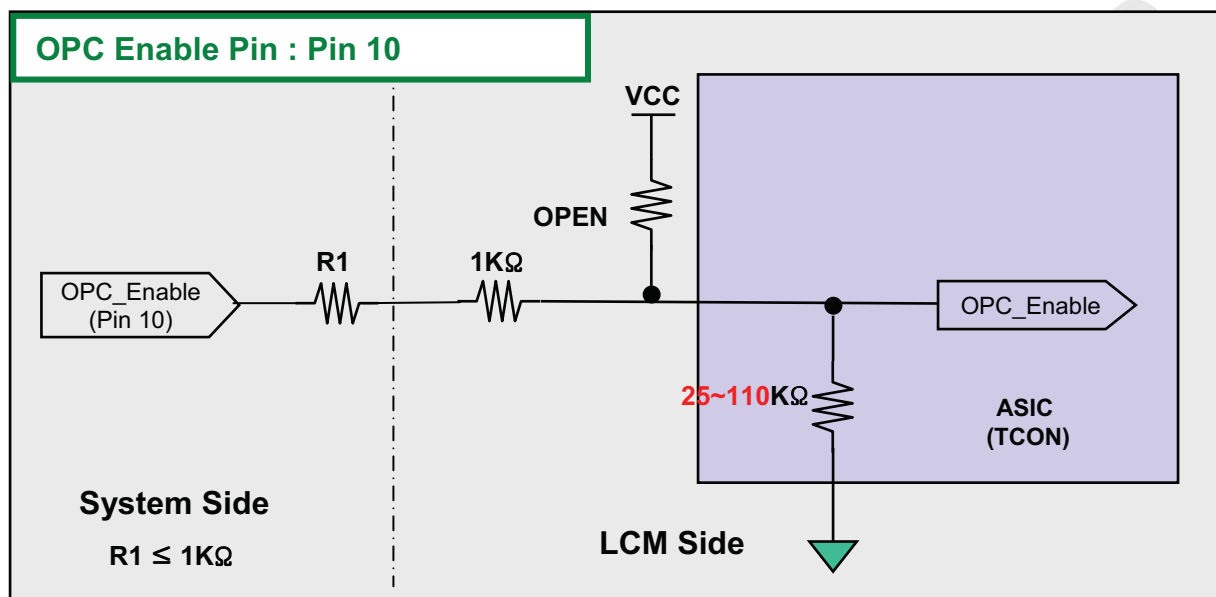 OPC Enable Pin : Pin 10
VCC
OPEN
R1
1KΩ
OPC_Enable
(Pin 10)
OPC_Enable
25~110KΩ
ASIC
(TCON)
System Side
R1 ≤ 1KΩ
LCM Side